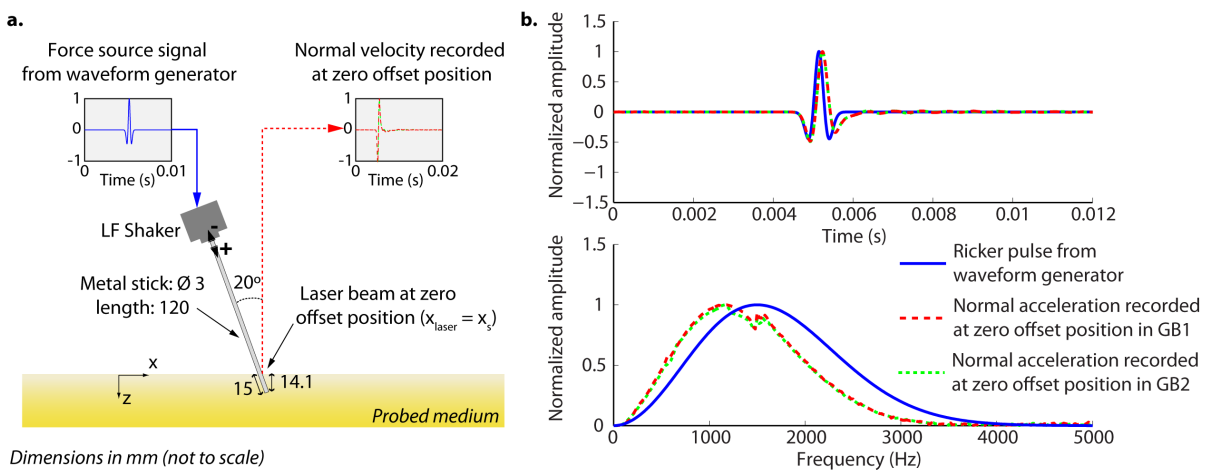 a.
Force source signal
from waveform generator
1
0
-1
0
0.01
Time (s)
Normal velocity recorded
at zero offset position
1
0
-1
0
0.02
Time (s)
LF Shaker
-
+
Metal stick: Ø 3
length: 120
20º
Laser beam at zero
offset position (x_laser = x_s)
x
z
15
14.1
Probed medium
Dimensions in mm (not to scale)
b.
Normalized amplitude
1.5
1
0.5
0
−0.5
−1
−1.5
0
0.002
0.004
0.006
0.008
0.01
0.012
Time (s)
Normalized amplitude
1.5
1
0.5
0
0
1000
2000
3000
4000
5000
Frequency (Hz)
Ricker pulse from
waveform generator
Normal acceleration recorded
at zero offset position in GB1
Normal acceleration recorded
at zero offset position in GB2